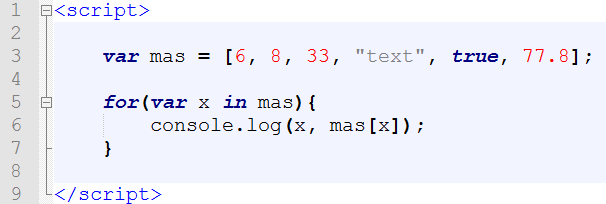 1 <script>
2
3 var mas = [6, 8, 33, "text", true, 77.8];
4
5 for(var x in mas){
6 console.log(x, mas[x]);
7 }
8
9 </script>